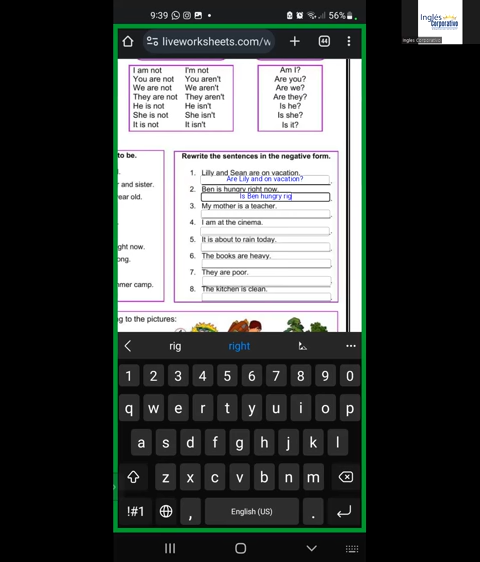 9:39
56%
Inglés
Corporativo
Ingles Corporativo
liveworksheets.com/w
44
I am not I'm not
You are not You aren't
We are not We aren't
They are not They aren't
He is not He isn't
She is not She isn't
It is not It isn't
Am I?
Are you?
Are we?
Are they?
Is he?
Is she?
Is it?
to be.
r and sister.
ear old.
ght now.
ong.
mmer camp.
Rewrite the sentences in the negative form.
1. Lilly and Sean are on vacation.
Are Lily and on vacation?
2. Ben is hungry right now.
Is Ben hungry rig
3. My mother is a teacher.
4. I am at the cinema.
5. It is about to rain today.
6. The books are heavy.
7. They are poor.
8. The kitchen is clean.
ng to the pictures:
rig right
1 2 3 4 5 6 7 8 9 0
q w e r t y u i o p
a s d f g h j k l
z x c v b n m
!#1 , English (US) .